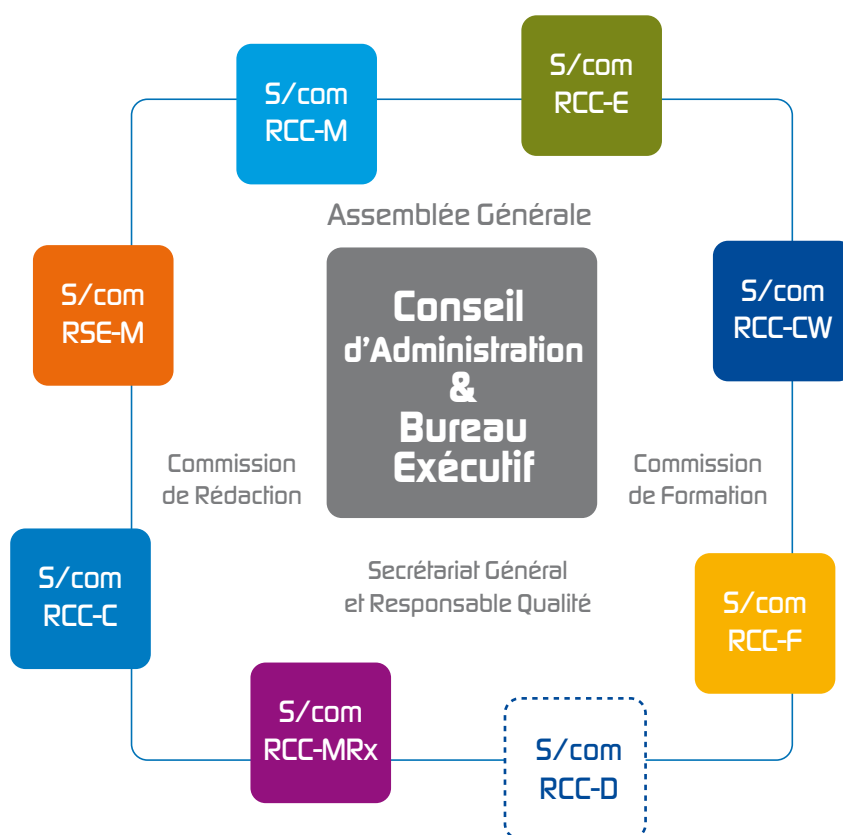 S/com
RCC-M
S/com
RCC-E
Assemblée Générale
S/com
RSE-M
Conseil
d'Administration
&
Bureau
Exécutif
S/com
RCC-CW
Commission
de Rédaction
Commission
de Formation
S/com
RCC-C
Secrétariat Général
et Responsable Qualité
S/com
RCC-F
S/com
RCC-MRx
S/com
RCC-D